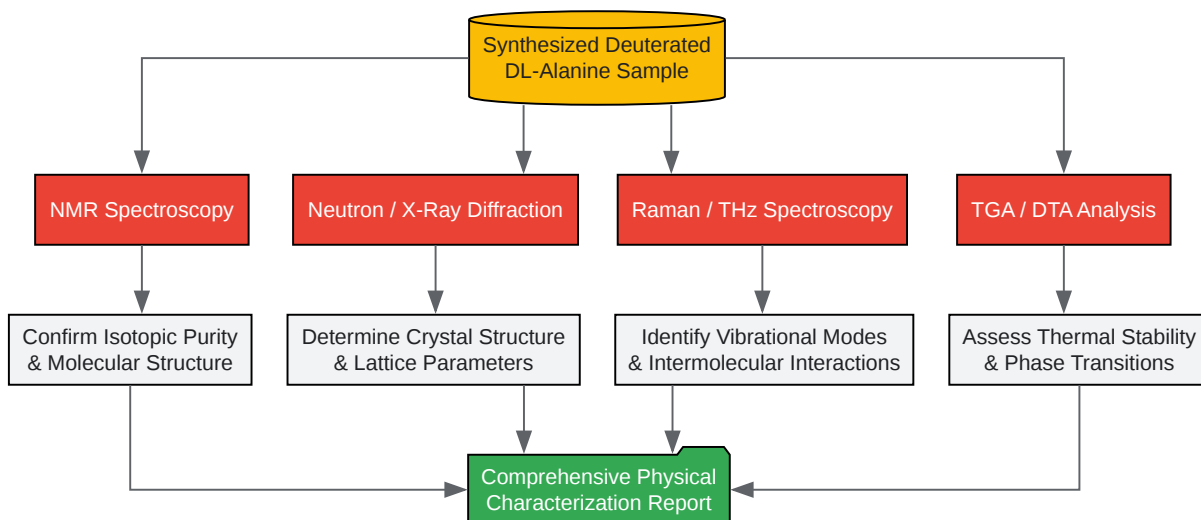 Synthesized Deuterated
DL-Alanine Sample
NMR Spectroscopy
Neutron / X-Ray Diffraction
Raman / THz Spectroscopy
TGA / DTA Analysis
Confirm Isotopic Purity
& Molecular Structure
Determine Crystal Structure
& Lattice Parameters
Identify Vibrational Modes
& Intermolecular Interactions
Assess Thermal Stability
& Phase Transitions
Comprehensive Physical
Characterization Report